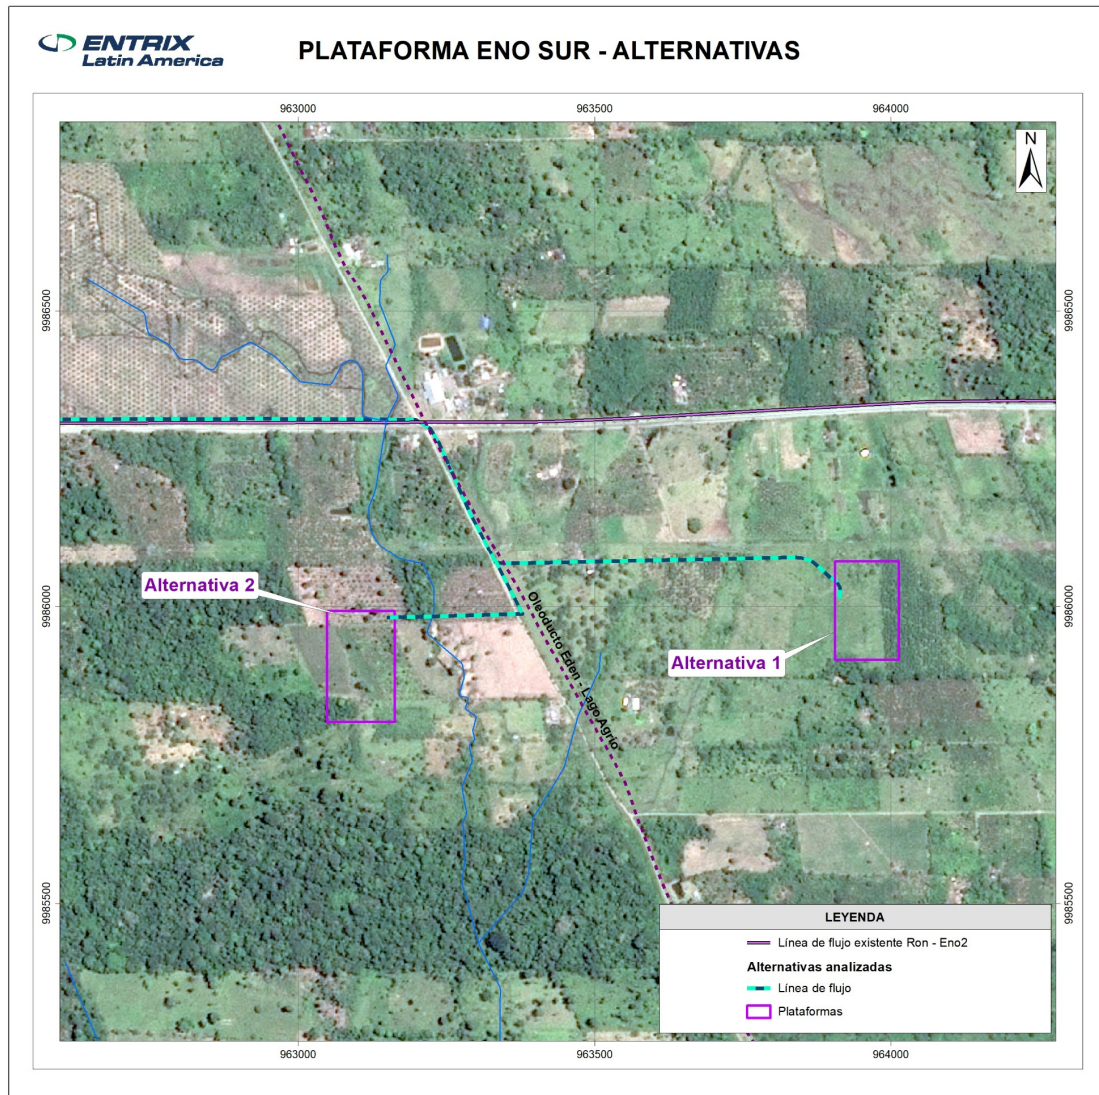 ENTRIX
Latin America
PLATAFORMA ENO SUR - ALTERNATIVAS
963000
963500
964000
N
9986500
9986500
Alternativa 2
9986000
9986000
Oleoducto Eden - Lago Agrio
Alternativa 1
9985500
9985500
LEYENDA
Línea de flujo existente Ron - Eno2
Alternativas analizadas
Línea de flujo
Plataformas
963000
963500
964000